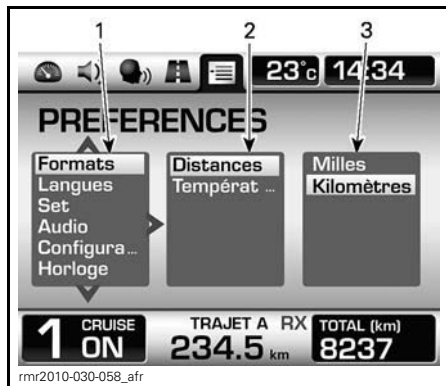 1 2 3
23°c 14:34
PREFERENCES
Formats
Langues
Set
Audio
Configura ...
Horloge
Distances
Températ ...
Milles
Kilomètres
1 CRUISE ON
TRAJET A RX
234.5 km
TOTAL (km)
8237
rmr2010-030-058_afr